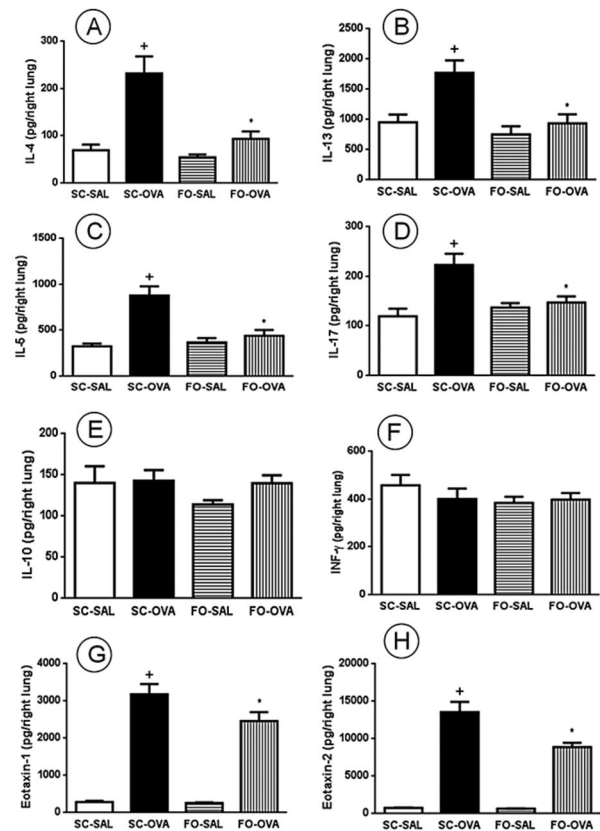 A
IL-4 (pg/right lung)
300
200
100
0
+
*
SC-SAL SC-OVA FO-SAL FO-OVA
B
IL-13 (pg/right lung)
2500
2000
1500
1000
500
0
+
*
SC-SAL SC-OVA FO-SAL FO-OVA
C
IL-5 (pg/right lung)
1500
1000
500
0
+
*
SC-SAL SC-OVA FO-SAL FO-OVA
D
IL-17 (pg/right lung)
300
200
100
0
+
*
SC-SAL SC-OVA FO-SAL FO-OVA
E
IL-10 (pg/right lung)
200
150
100
50
0
SC-SAL SC-OVA FO-SAL FO-OVA
F
INF-γ (pg/right lung)
600
400
200
0
SC-SAL SC-OVA FO-SAL FO-OVA
G
Eotaxin-1 (pg/right lung)
4000
3000
2000
1000
0
+
*
SC-SAL SC-OVA FO-SAL FO-OVA
H
Eotaxin-2 (pg/right lung)
20000
15000
10000
5000
0
+
*
SC-SAL SC-OVA FO-SAL FO-OVA